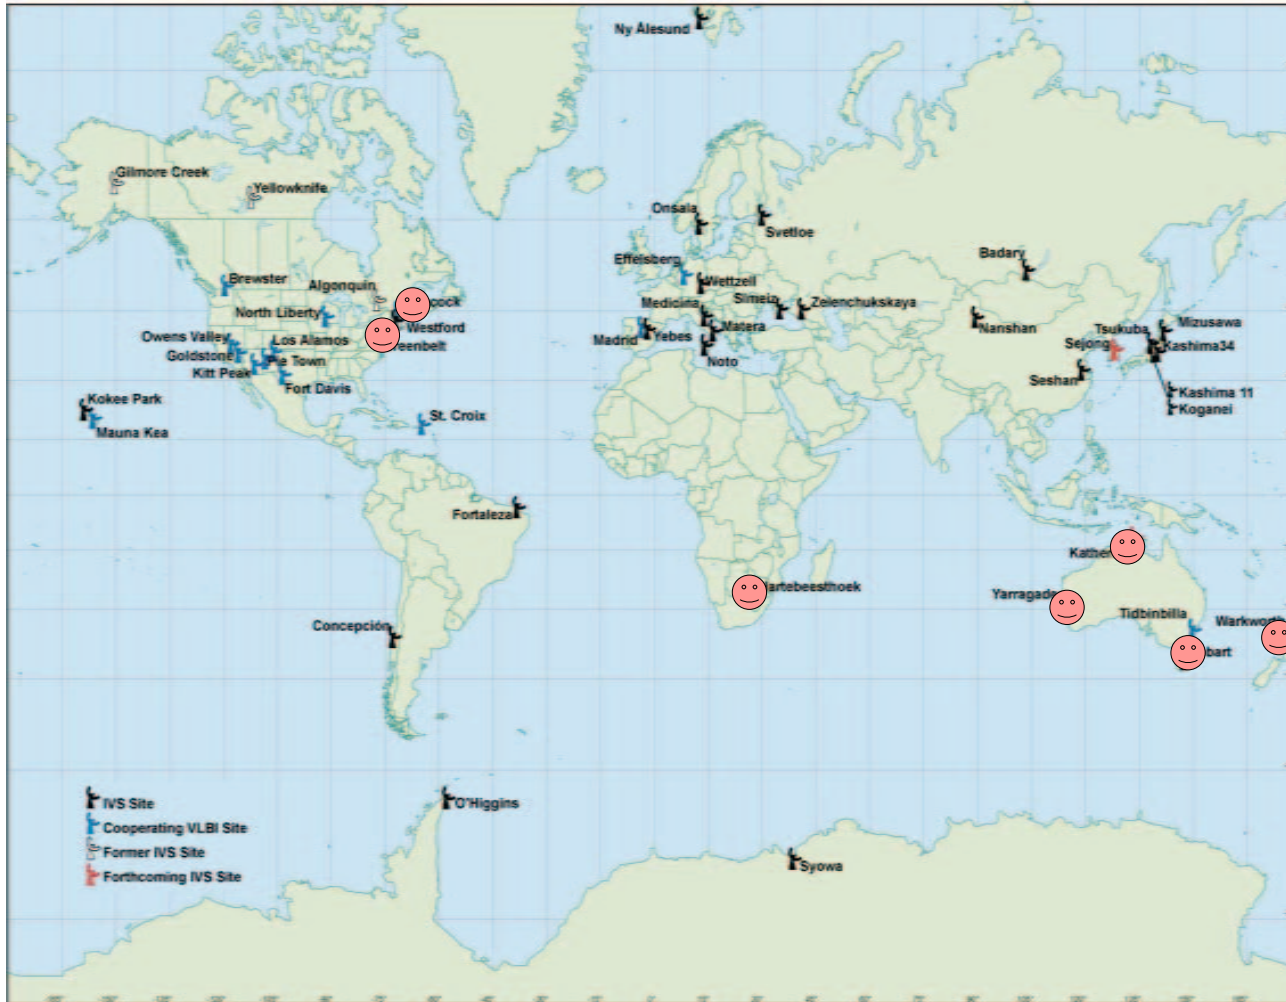 Ny Alesund
Gilmore Creek
Yellowknife
Onsala
Svetloe
Effelsberg
Badary
Brewster
Algonquin
Wettzell
Medicina
Simeiz
Zelenchukskaya
North Liberty
Westford
Matera
Nanshan
Tsukuba
Mizusawa
Owens Valley
Los Alamos
Madrid
Yebes
Sejong
Kashima34
Goldstone
Pie Town
Noto
Kitt Peak
Fort Davis
Seshan
Kashima 11
Kokee Park
Koganei
Mauna Kea
St. Croix
Fortaleza
Concepción
Tidbinbilla
IVS Site
O'Higgins
Cooperating VLBI Site
Former IVS Site
Syowa
Forthcoming IVS Site